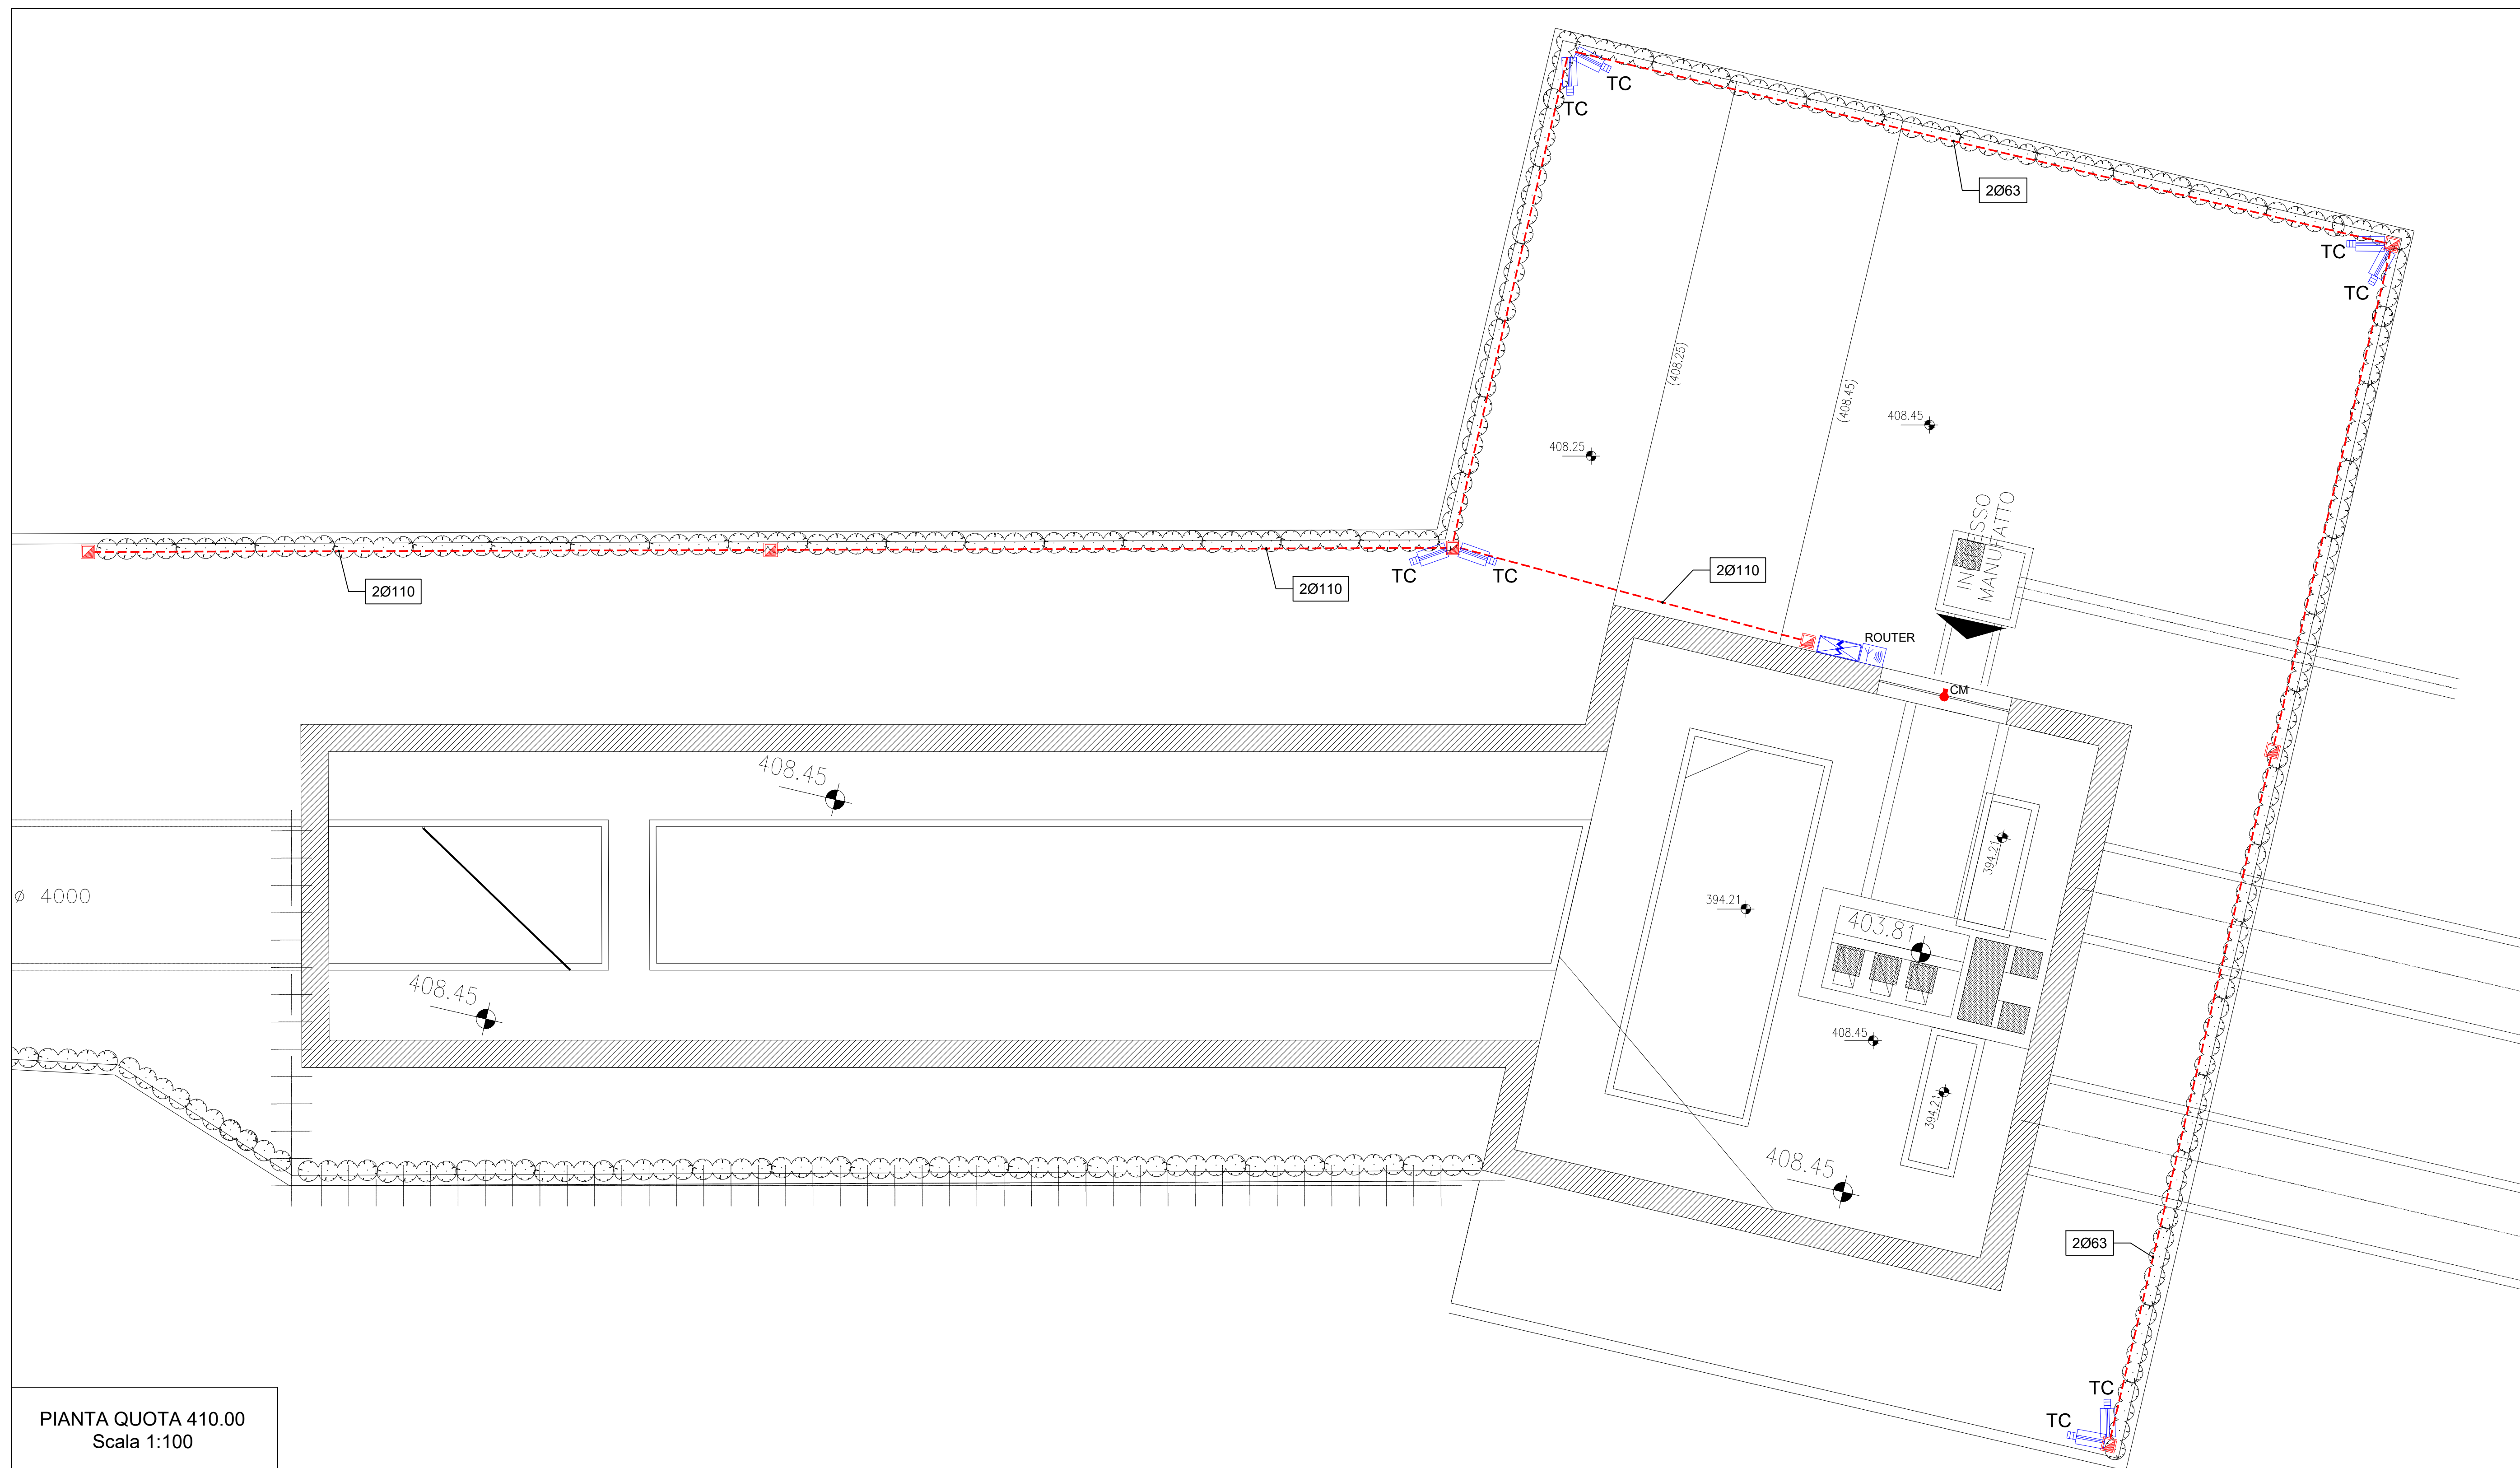 TC
TC
2Ø63
TC
TC
(408.25)
(408.45)
408.45
408.25
INGRESSO
MANUFATTO
2Ø110
2Ø110
TC
TC
2Ø110
ROUTER
CM
408.45
394.21
ø 4000
394.21
403.81
408.45
408.45
394.21
408.45
2Ø63
TC
TC
PIANTA QUOTA 410.00
Scala 1:100